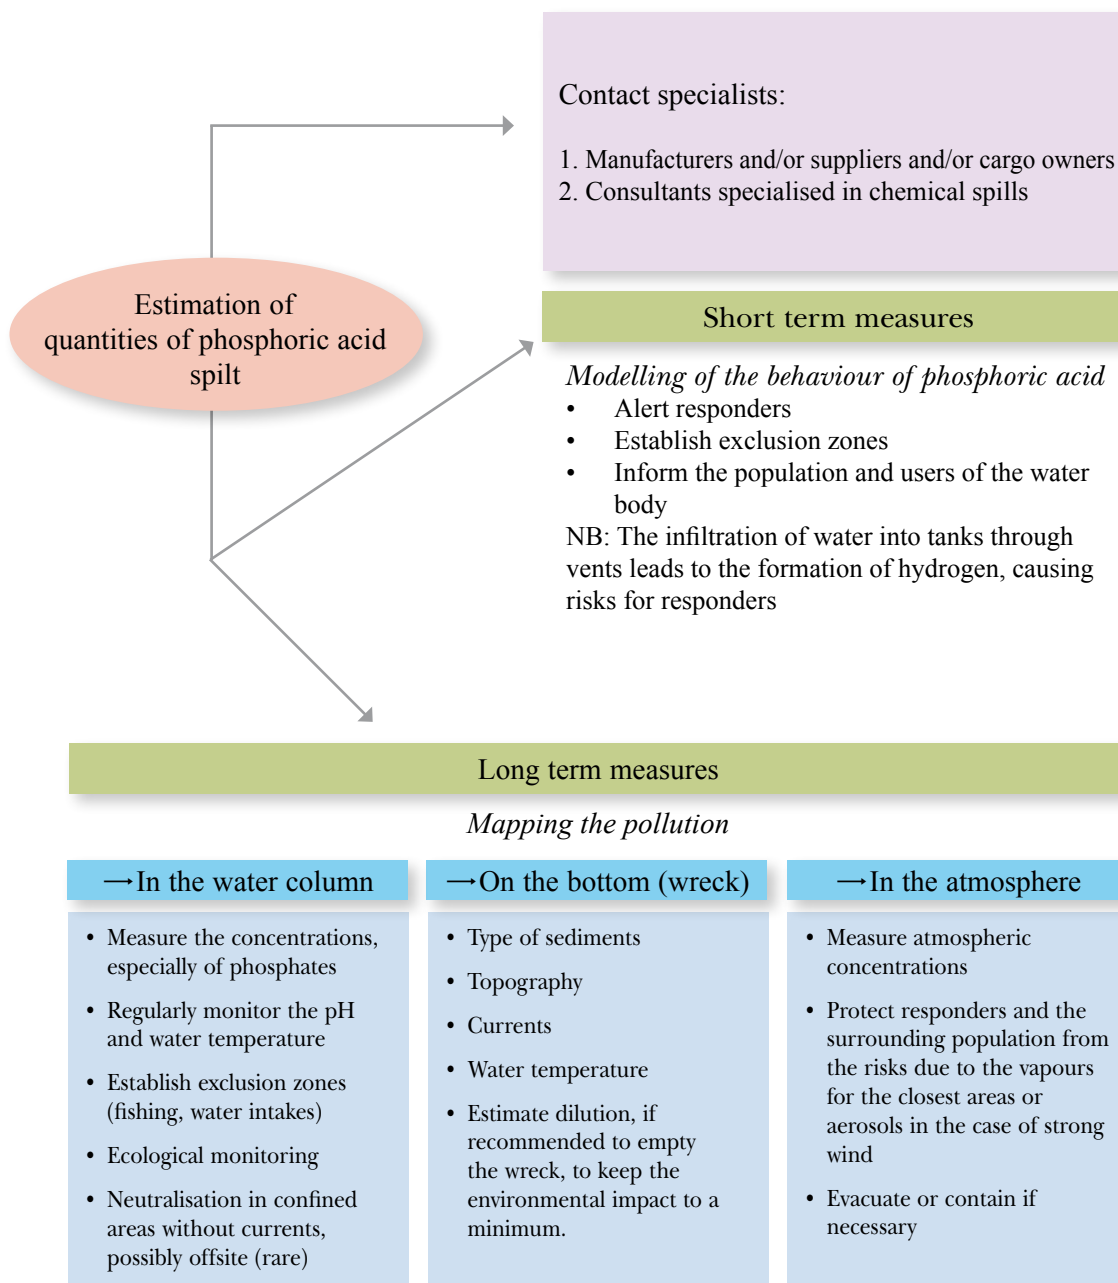 Contact specialists:
1. Manufacturers and/or suppliers and/or cargo owners
2. Consultants specialised in chemical spills
Estimation of
quantities of phosphoric acid
spilt
Short term measures
Modelling of the behaviour of phosphoric acid
• Alert responders
• Establish exclusion zones
• Inform the population and users of the water
body
NB: The infiltration of water into tanks through
vents leads to the formation of hydrogen, causing
risks for responders
Long term measures
Mapping the pollution
→In the water column
• Measure the concentrations,
especially of phosphates
• Regularly monitor the pH
and water temperature
• Establish exclusion zones
(fishing, water intakes)
• Ecological monitoring
• Neutralisation in confined
areas without currents,
possibly offsite (rare)
→On the bottom (wreck)
• Type of sediments
• Topography
• Currents
• Water temperature
• Estimate dilution, if
recommended to empty
the wreck, to keep the
environmental impact to a
minimum.
→In the atmosphere
• Measure atmospheric
concentrations
• Protect responders and the
surrounding population from
the risks due to the vapours
for the closest areas or
aerosols in the case of strong
wind
• Evacuate or contain if
necessary